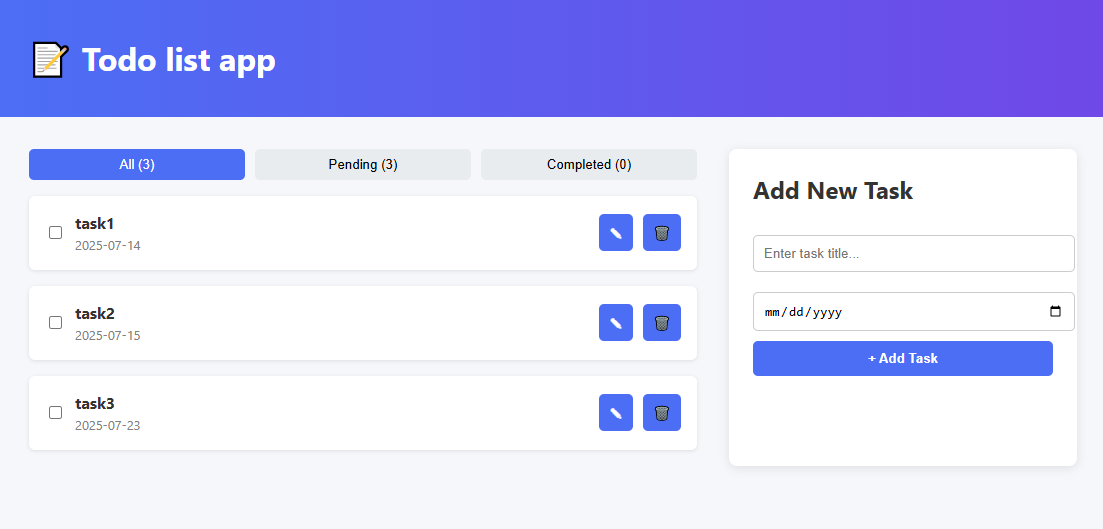 Todo list app
All (3)
Pending (3)
Completed (0)
task1
2025-07-14
task2
2025-07-15
task3
2025-07-23
Add New Task
Enter task title...
mm/dd/yyyy
+ Add Task